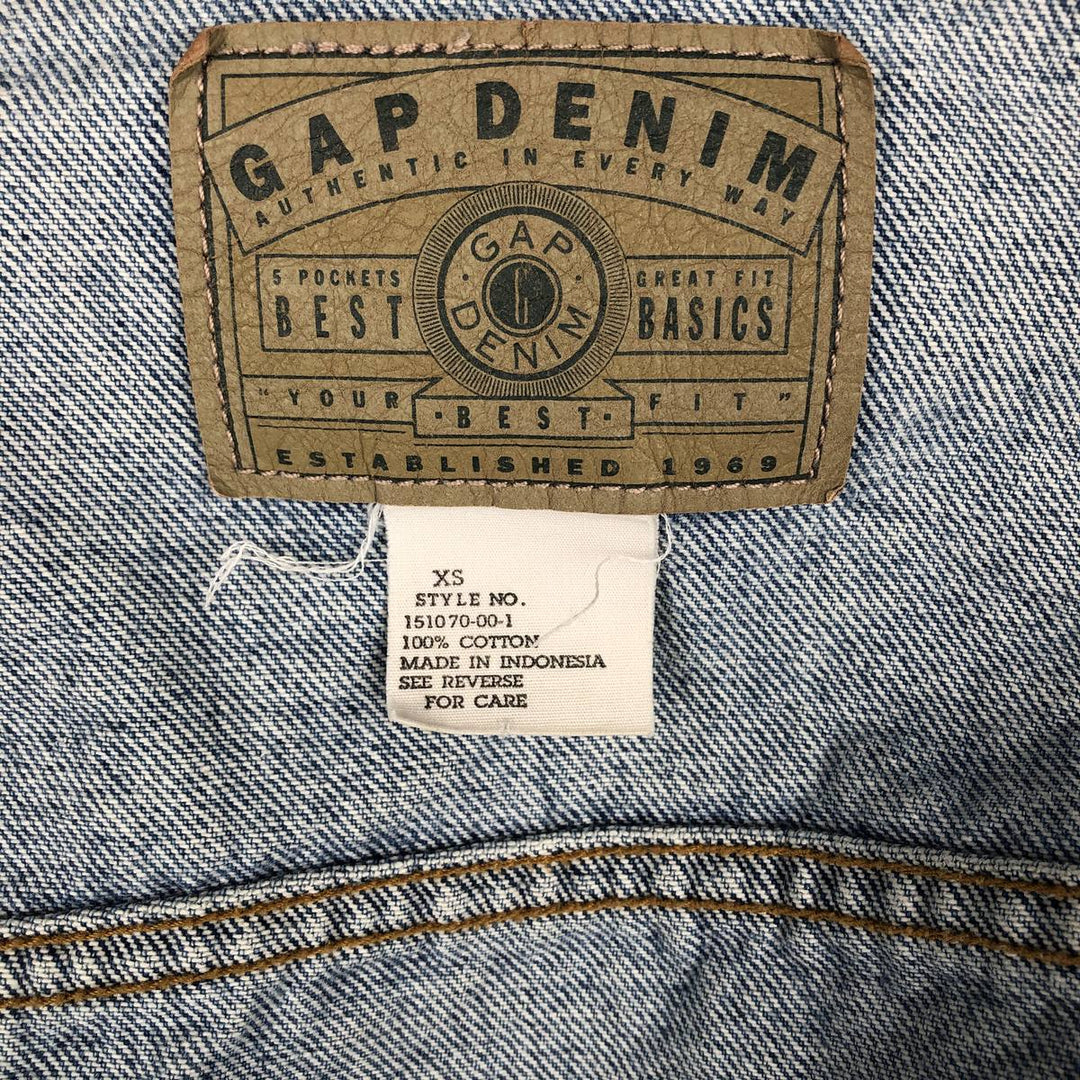 GAP DENIM
AUTHENTIC IN EVERY WAY
5 POCKETS
BEST
GAP
G
DENIM
GREAT FIT
BASICS
"YOUR
·BEST·
FIT"
ESTABLISHED 1969
XS
STYLE NO.
151070-00-1
100% COTTON
MADE IN INDONESIA
SEE REVERSE
FOR CARE